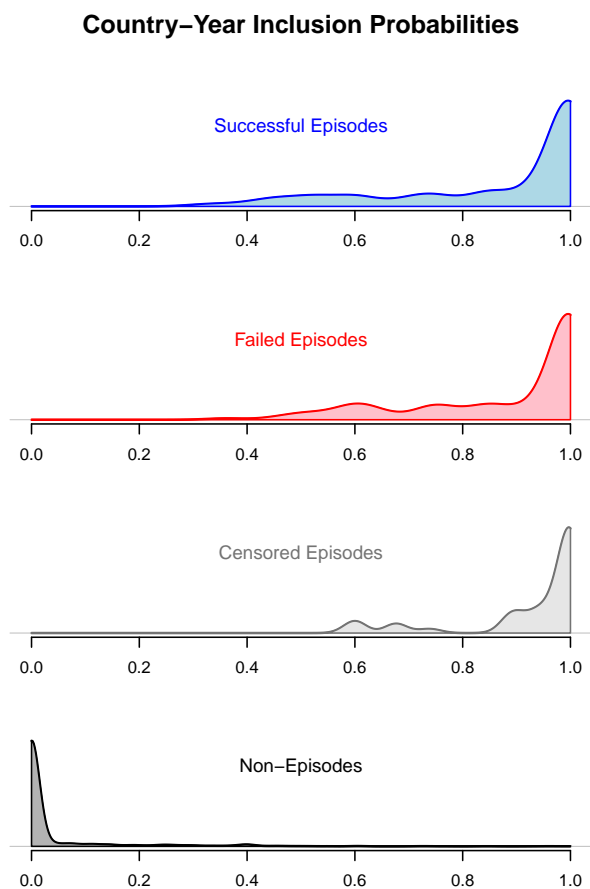 Country−Year Inclusion Probabilities
Successful Episodes
0.0 0.2 0.4 0.6 0.8 1.0
Failed Episodes
0.0 0.2 0.4 0.6 0.8 1.0
Censored Episodes
0.0 0.2 0.4 0.6 0.8 1.0
Non−Episodes
0.0 0.2 0.4 0.6 0.8 1.0